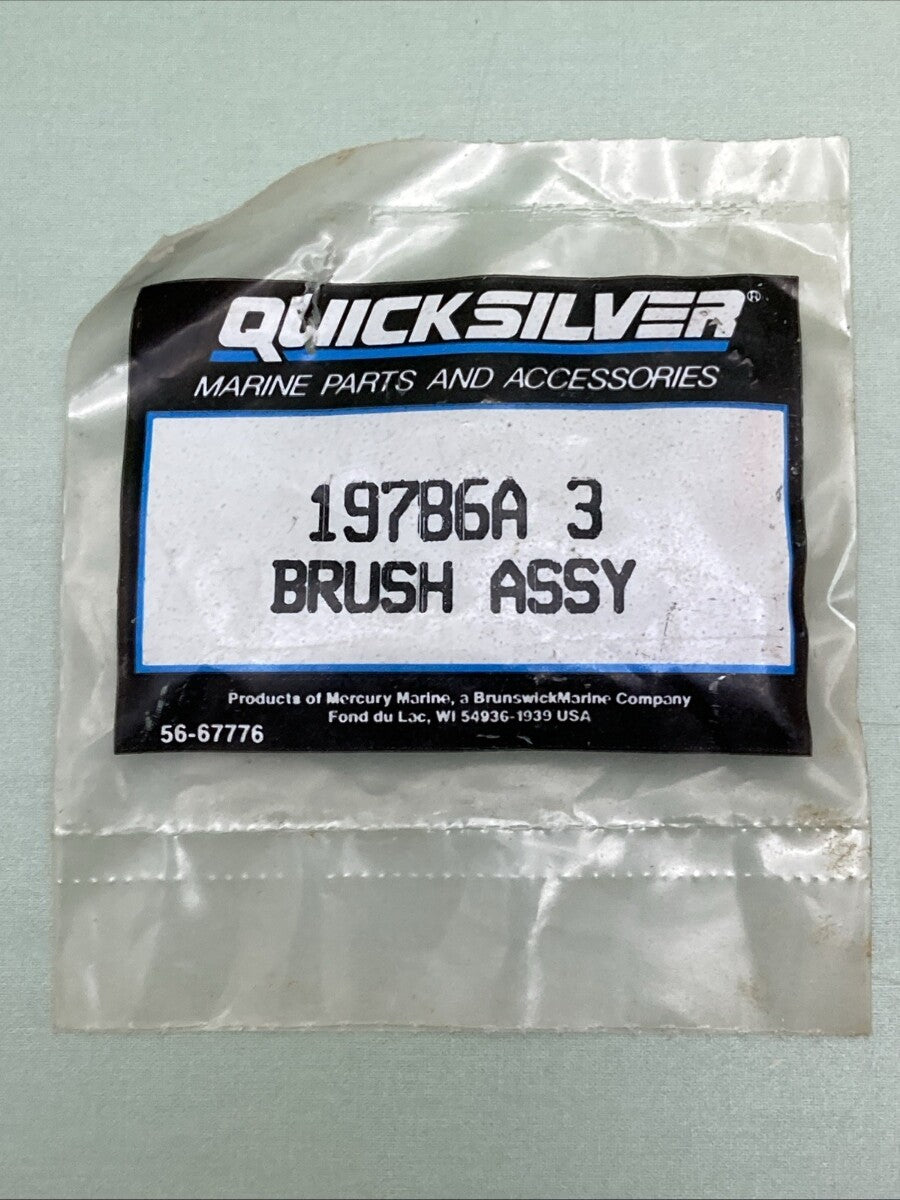 QUICKSILVER®
MARINE PARTS AND ACCESSORIES
19786A 3
BRUSH ASSY
Products of Mercury Marine, a BrunswickMarine Company
Fond du Lac, WI 54936-1939 USA
56-67776